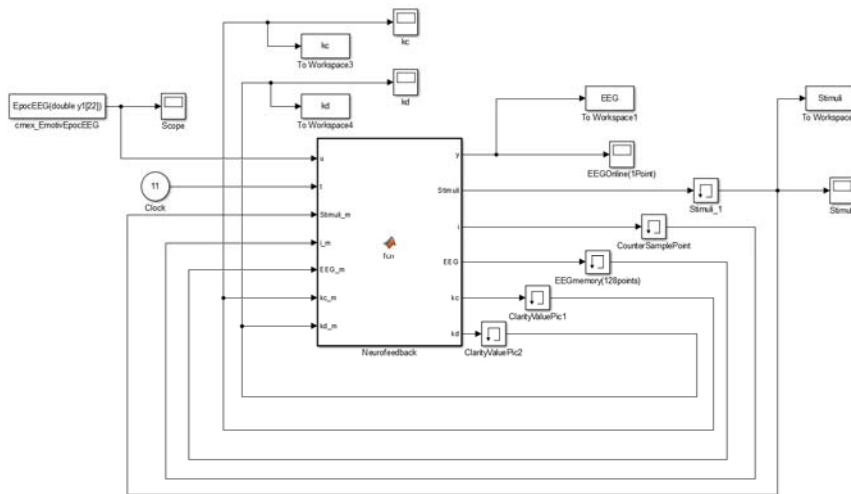 kc
kc
To Workspace3
kd
kd
To Workspace4
EpocEEG(double y1[22])
cmex_EmotivEpocEEG
Scope
EEG
To Workspace1
Stimuli
To Workspace
u
y
EEGOnline(1Point)
11
Clock
t
Stimuli
Stimuli_1
Stimul
Stimuli_m
i
CounterSamplePoint
i_m
fcn
EEG_m
EEG
EEGmemory(128points)
kc_m
kc
ClarityValuePic1
kd_m
kd
ClarityValuePic2
Neurofeedback